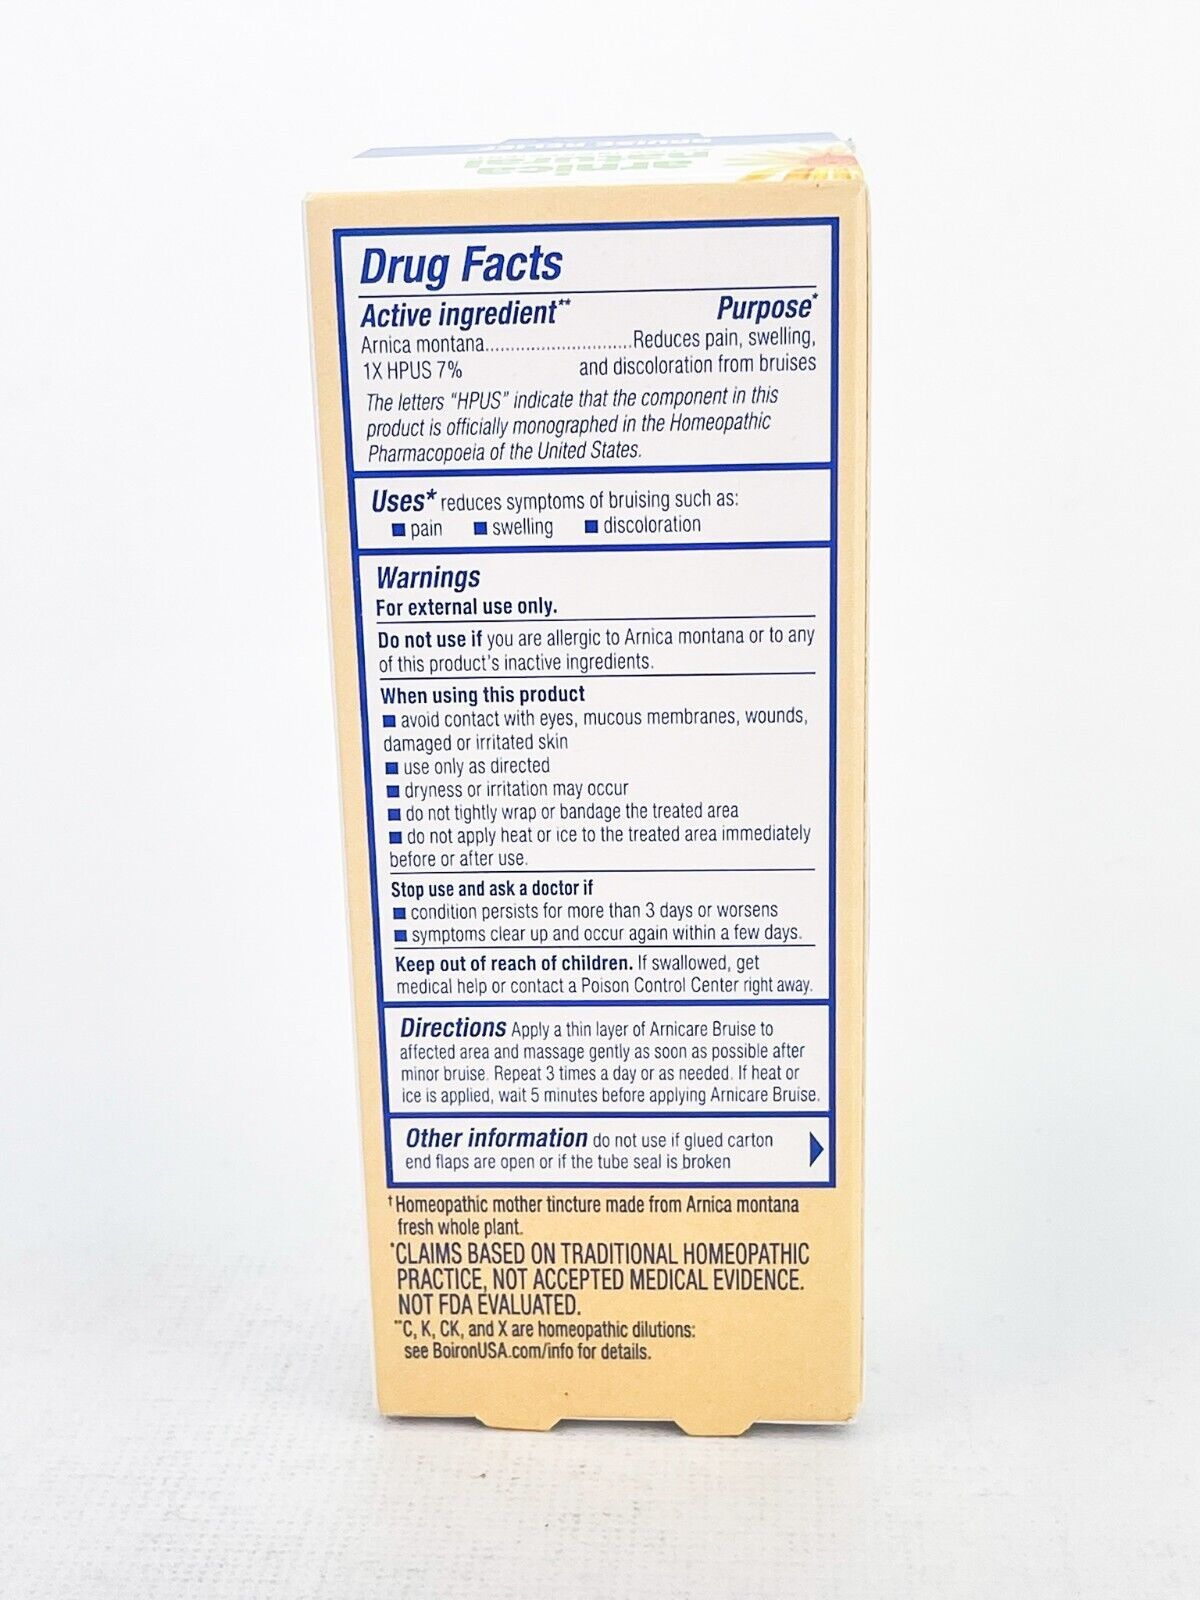 BRUISE RELIEF
arnica
natural
Drug Facts
Active ingredient** Purpose*
Arnica montana............................Reduces pain, swelling,
1X HPUS 7% and discoloration from bruises
The letters "HPUS" indicate that the component in this
product is officially monographed in the Homeopathic
Pharmacopoeia of the United States.
Uses* reduces symptoms of bruising such as:
■ pain ■ swelling ■ discoloration
Warnings
For external use only.
Do not use if you are allergic to Arnica montana or to any
of this product's inactive ingredients.
When using this product
■ avoid contact with eyes, mucous membranes, wounds,
damaged or irritated skin
■ use only as directed
■ dryness or irritation may occur
■ do not tightly wrap or bandage the treated area
■ do not apply heat or ice to the treated area immediately
before or after use.
Stop use and ask a doctor if
■ condition persists for more than 3 days or worsens
■ symptoms clear up and occur again within a few days.
Keep out of reach of children. If swallowed, get
medical help or contact a Poison Control Center right away.
Directions Apply a thin layer of Arnicare Bruise to
affected area and massage gently as soon as possible after
minor bruise. Repeat 3 times a day or as needed. If heat or
ice is applied, wait 5 minutes before applying Arnicare Bruise.
Other information do not use if glued carton
end flaps are open or if the tube seal is broken
†Homeopathic mother tincture made from Arnica montana
fresh whole plant.
*CLAIMS BASED ON TRADITIONAL HOMEOPATHIC
PRACTICE, NOT ACCEPTED MEDICAL EVIDENCE.
NOT FDA EVALUATED.
**C, K, CK, and X are homeopathic dilutions:
see BoironUSA.com/info for details.